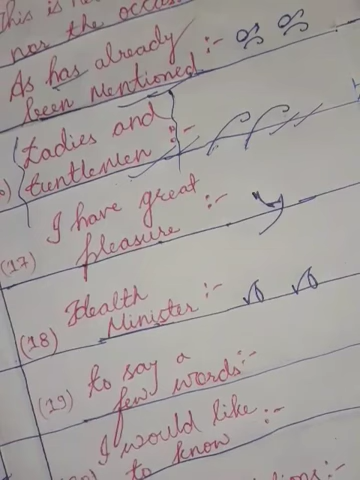 This is n
nor the occas
As has already
been Mentioned :-
Ladies and
Gentlemen :-
I have great
(17) pleasure :-
Health
(18) Minister :-
(19) to say a
few words :-
I would like
to know :-